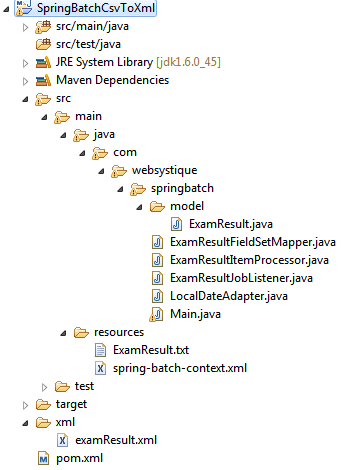 SpringBatchCsvToXml
src/main/java
src/test/java
JRE System Library [jdk1.6.0_45]
Maven Dependencies
src
main
java
com
websystique
springbatch
model
ExamResult.java
ExamResultFieldSetMapper.java
ExamResultItemProcessor.java
ExamResultJobListener.java
LocalDateAdapter.java
Main.java
resources
ExamResult.txt
spring-batch-context.xml
test
target
xml
examResult.xml
pom.xml